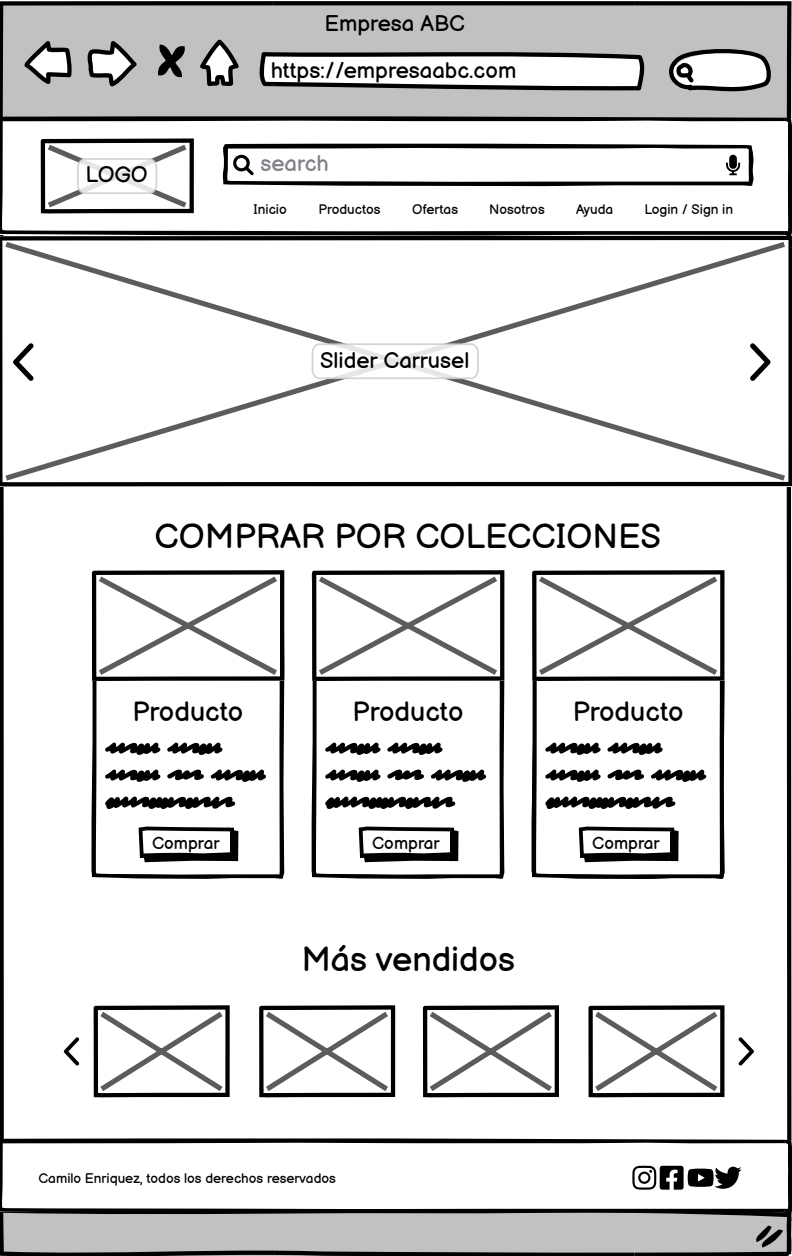 Empresa ABC
https://empresaabc.com
LOGO
search
Inicio Productos Ofertas Nosotros Ayuda Login / Sign in
Slider Carrusel
COMPRAR POR COLECCIONES
Producto Producto Producto
Comprar Comprar Comprar
Más vendidos
Camilo Enriquez, todos los derechos reservados